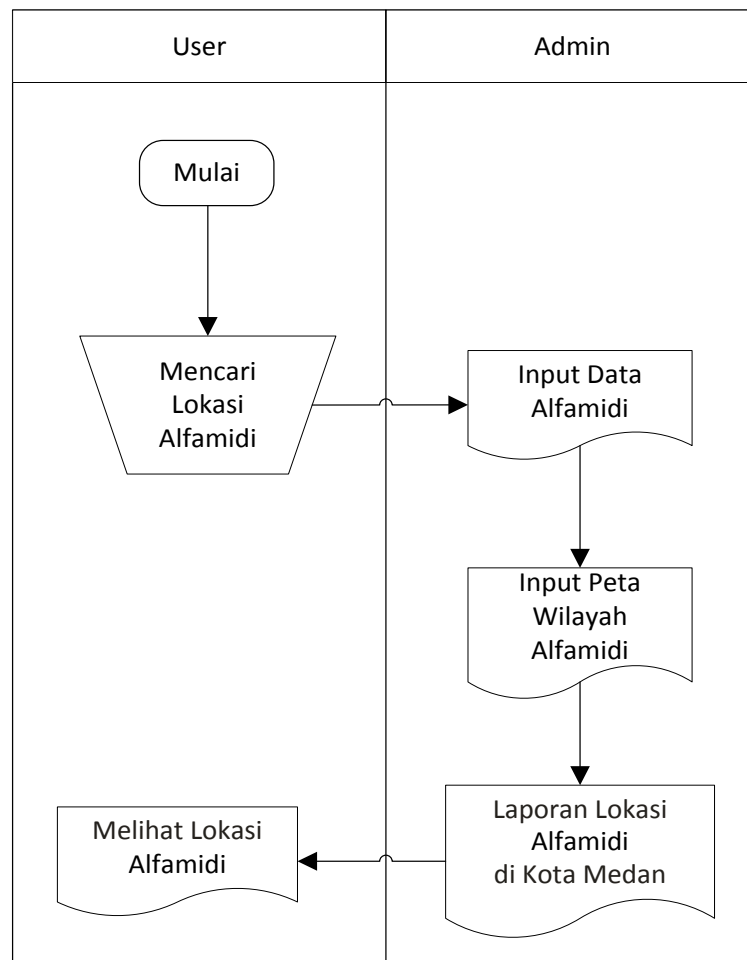 User
Admin
Mulai
Mencari
Lokasi
Alfamidi
Input Data
Alfamidi
Input Peta
Wilayah
Alfamidi
Laporan Lokasi
Alfamidi
di Kota Medan
Melihat Lokasi
Alfamidi